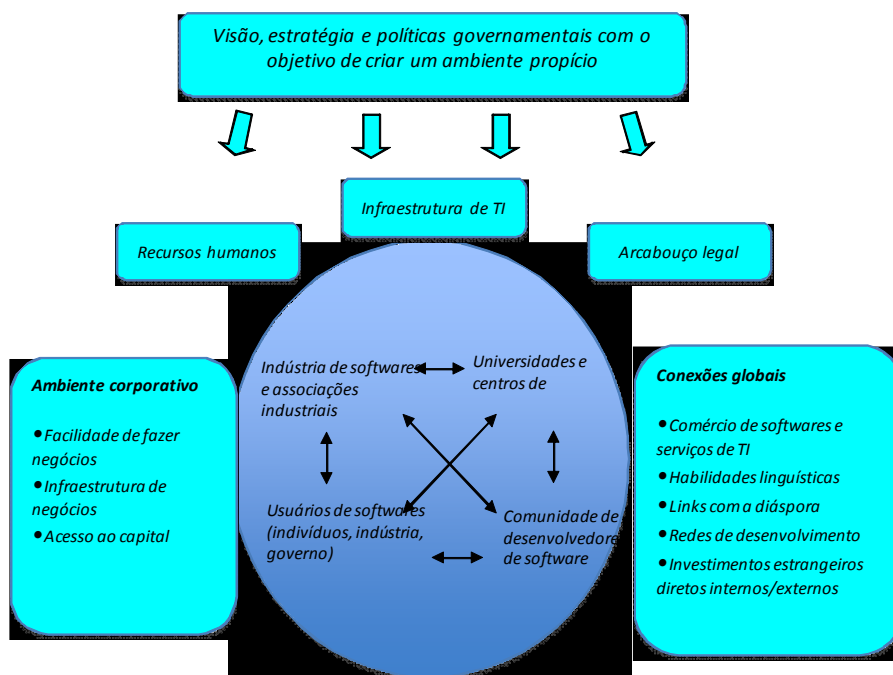 Visão, estratégia e políticas governamentais com o
objetivo de criar um ambiente propício
Infraestrutura de TI
Recursos humanos
Arcabouço legal
Ambiente corporativo
•Facilidade de fazer
negócios
•Infraestrutura de
negócios
•Acesso ao capital
Indústria de softwares
e associações
industriais
Universidades e
centros de
Usuários de softwares
(indivíduos, indústria,
governo)
Comunidade de
desenvolvedore
de software
Conexões globais
•Comércio de softwares e
serviços de TI
•Habilidades linguísticas
•Links com a diáspora
•Redes de desenvolvimento
•Investimentos estrangeiros
diretos internos/externos